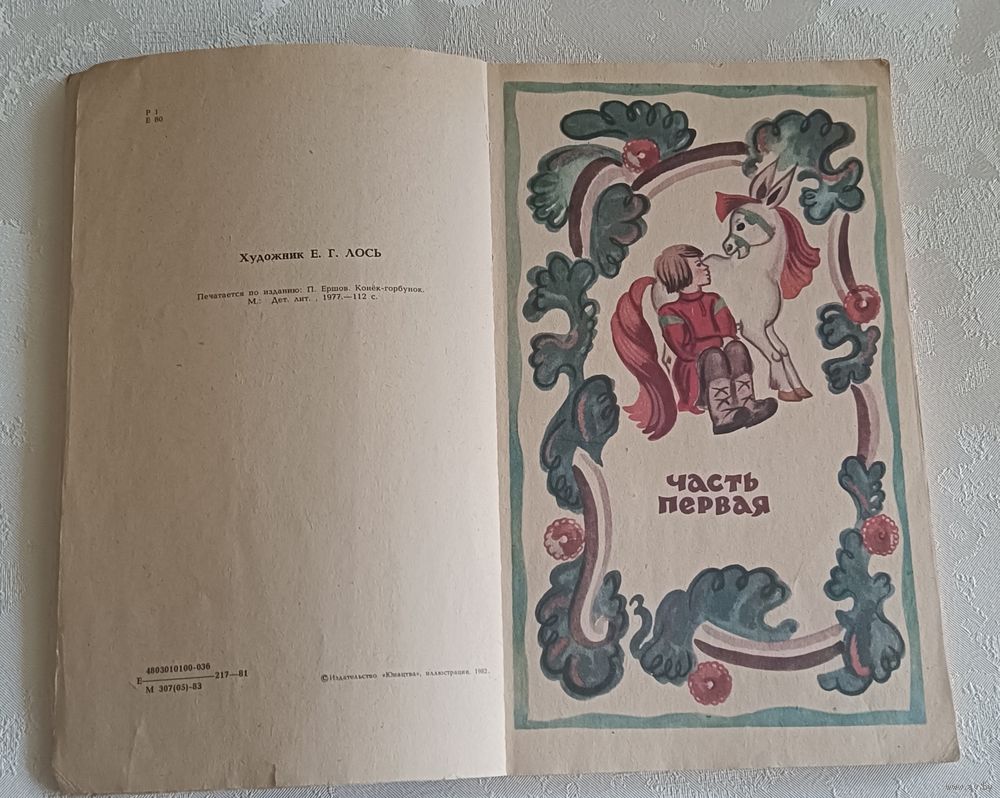 Р 1
Е 80
Художник Е. Г. ЛОСЬ
Печатается по изданию: П. Ершов. Конёк-горбунок.
М.: Дет. лит. , 1977.—112 с.
4803010100-036
Е 217—81
М 307(05)-83
©Издательство «Юнацтва», иллюстрации, 1982.
часть
первая